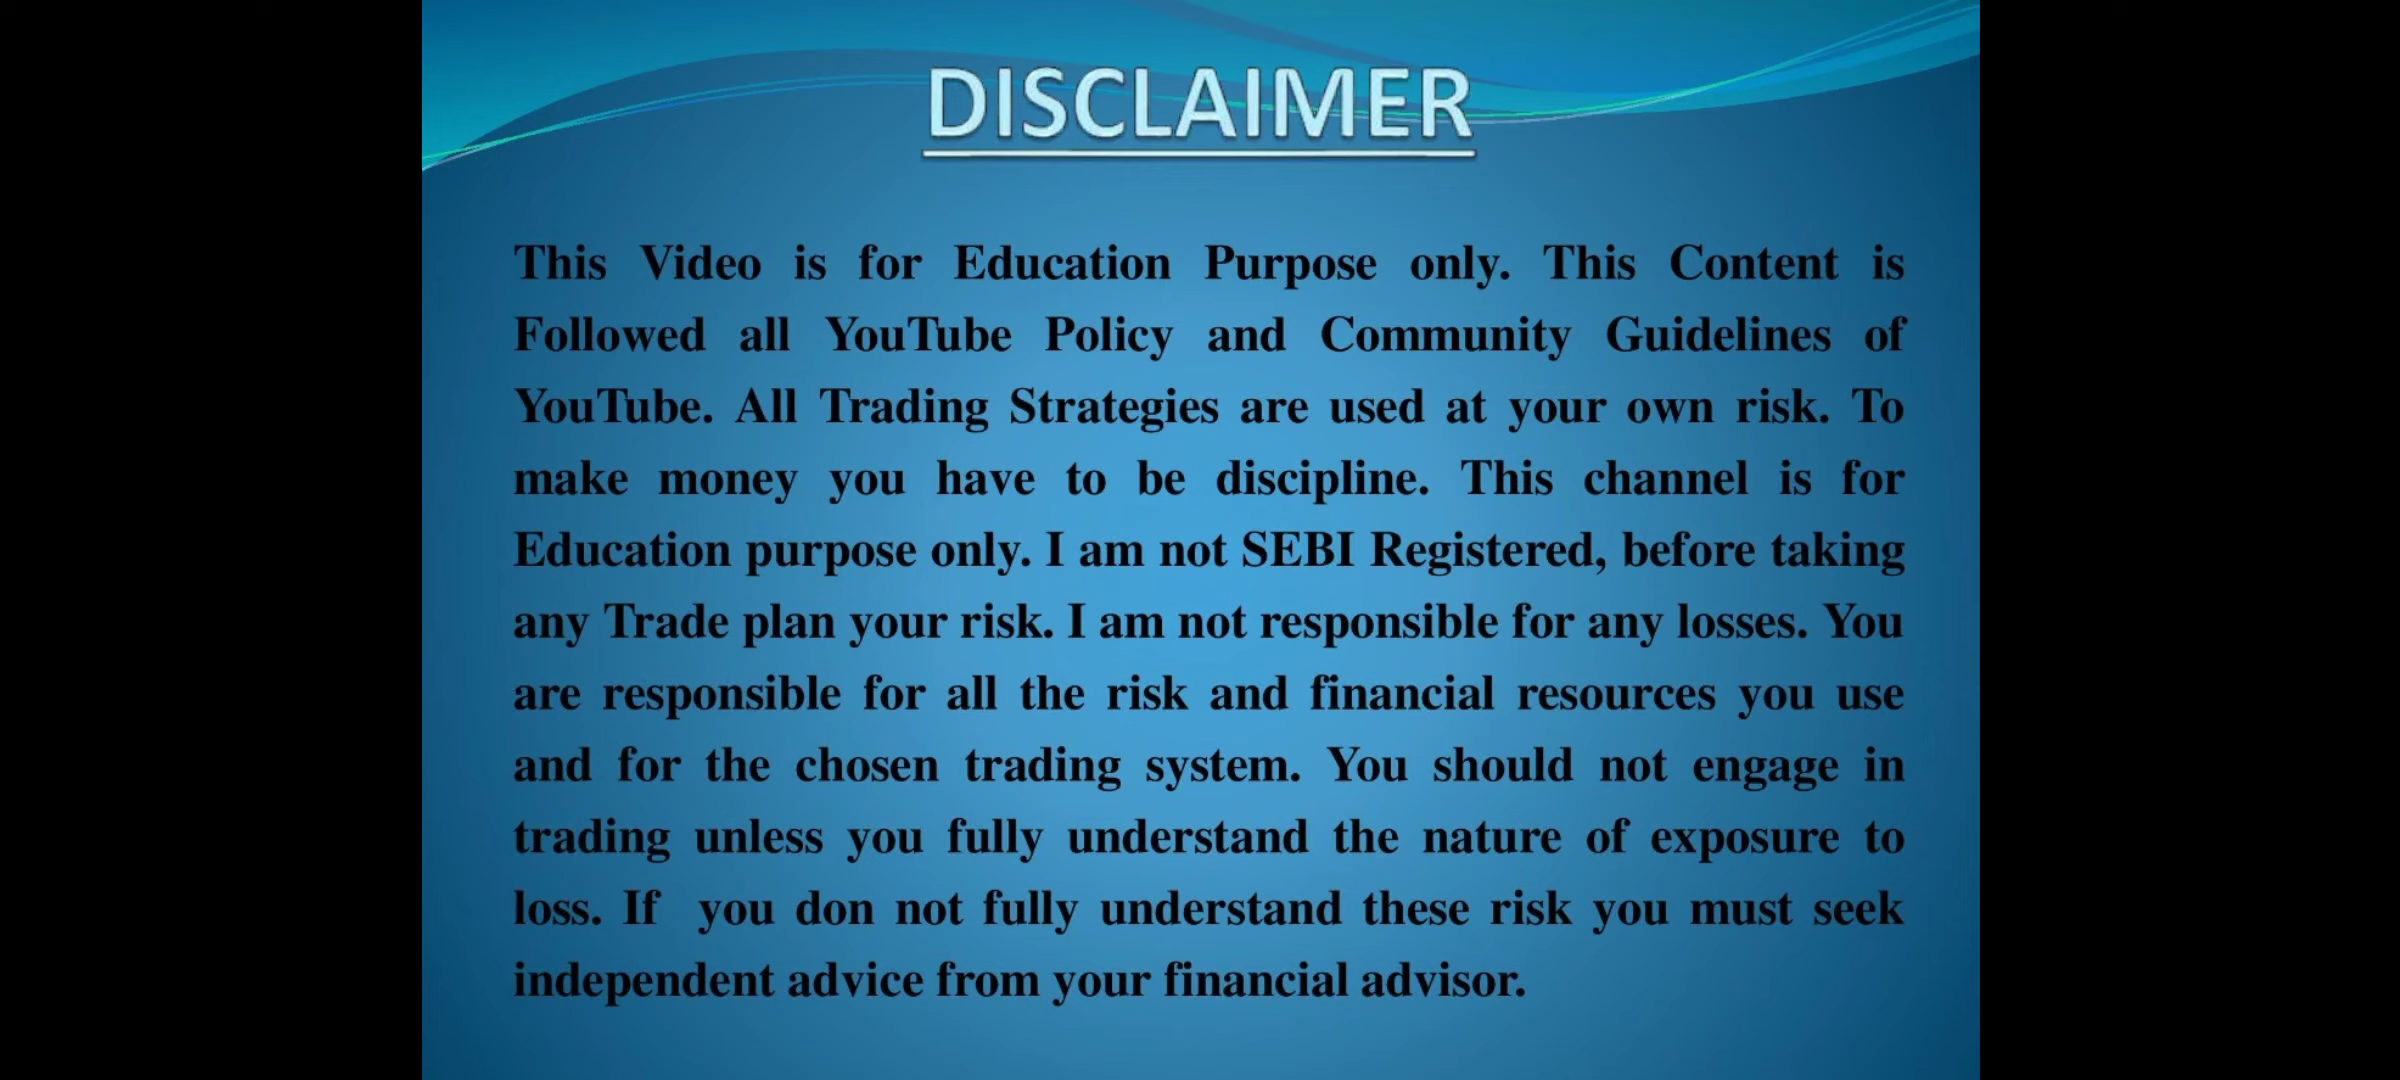 DISCLAIMER
This Video is for Education Purpose only. This Content is
Followed all YouTube Policy and Community Guidelines of
YouTube. All Trading Strategies are used at your own risk. To
make money you have to be discipline. This channel is for
Education purpose only. I am not SEBI Registered, before taking
any Trade plan your risk. I am not responsible for any losses. You
are responsible for all the risk and financial resources you use
and for the chosen trading system. You should not engage in
trading unless you fully understand the nature of exposure to
loss. If you don not fully understand these risk you must seek
independent advice from your financial advisor.